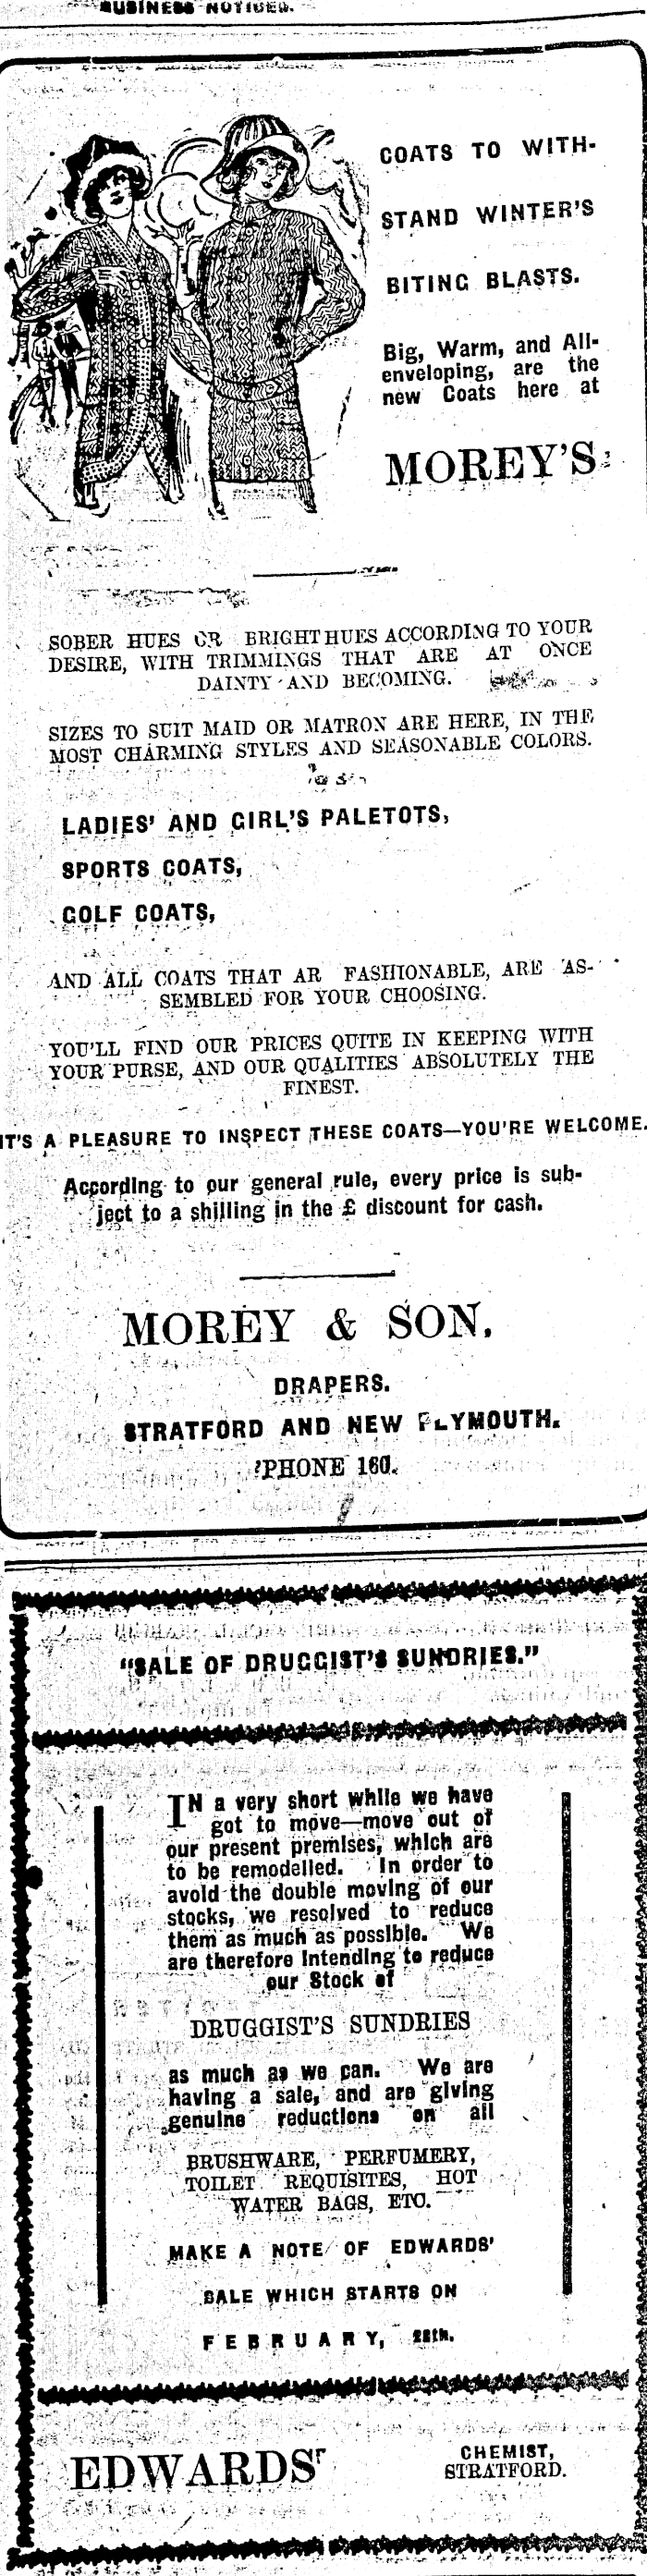 BUSINESS NOTICES.
COATS TO WITH-
STAND WINTER'S
BITING BLASTS.
Big, Warm, and All-
enveloping, are the
new Coats here at
MOREY'S
SOBER HUES OR BRIGHT HUES ACCORDING TO YOUR
DESIRE, WITH TRIMMINGS THAT ARE AT ONCE
DAINTY AND BECOMING.
SIZES TO SUIT MAID OR MATRON ARE HERE, IN THE
MOST CHARMING STYLES AND SEASONABLE COLORS.
LADIES' AND GIRL'S PALETOTS,
SPORTS COATS,
GOLF COATS,
AND ALL COATS THAT AR FASHIONABLE, ARE AS-
SEMBLED FOR YOUR CHOOSING.
YOU'LL FIND OUR PRICES QUITE IN KEEPING WITH
YOUR PURSE, AND OUR QUALITIES ABSOLUTELY THE
FINEST.
IT'S A PLEASURE TO INSPECT THESE COATS—YOU'RE WELCOME.
According to our general rule, every price is sub-
ject to a shilling in the £ discount for cash.
MOREY & SON.
DRAPERS.
STRATFORD AND NEW PLYMOUTH.
'PHONE 160.
"SALE OF DRUGGIST'S SUNDRIES."
IN a very short while we have
got to move—move out of
our present premises, which are
to be remodelled. In order to
avoid the double moving of our
stocks, we resolved to reduce
them as much as possible. We
are therefore intending to reduce
our Stock of
DRUGGIST'S SUNDRIES
as much as we can. We are
having a sale, and are giving
genuine reductions on all
BRUSHWARE, PERFUMERY,
TOILET REQUISITES, HOT
WATER BAGS, ETC.
MAKE A NOTE OF EDWARDS'
SALE WHICH STARTS ON
FEBRUARY,
EDWARDS'
CHEMIST,
STRATFORD.